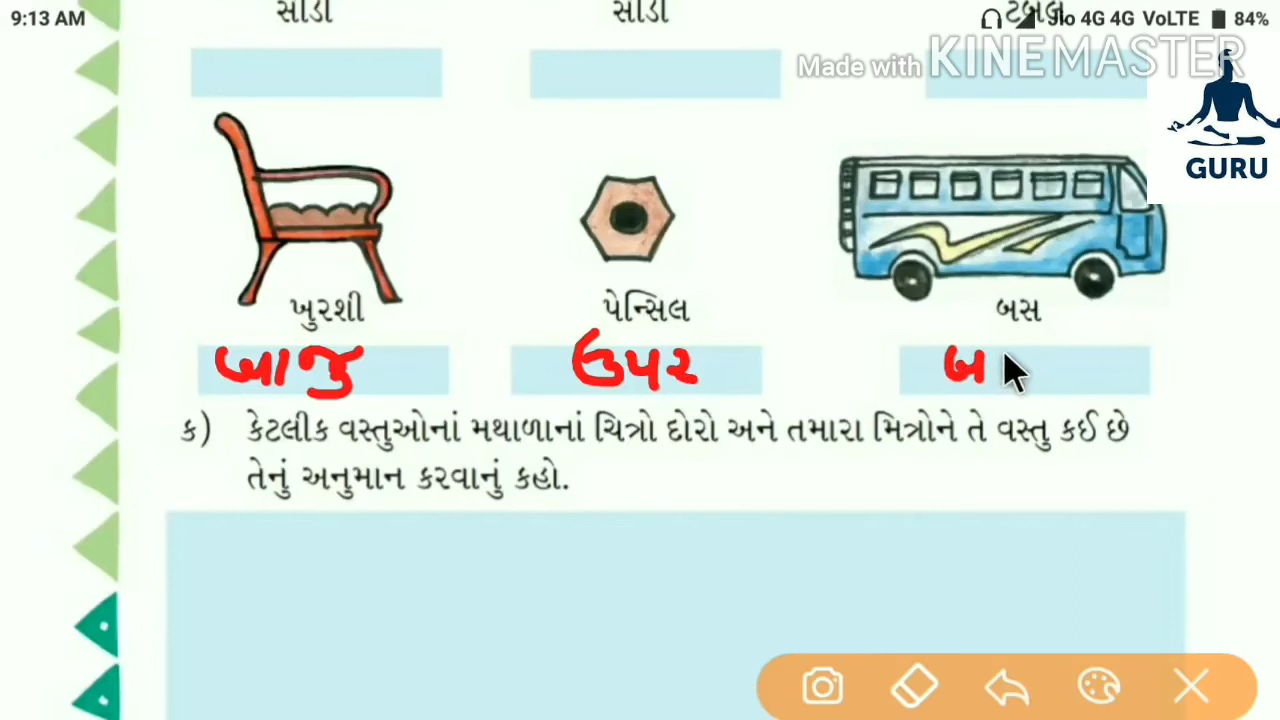 9:13 AM
Jio 4G 4G VoLTE 84%
Made with KINEMASTER
GURU
ખુરશી પેન્સિલ બસ
બાજુ ઉપર બ
ક) કેટલીક વસ્તુઓનાં મથાળાનાં ચિત્રો દોરો અને તમારા મિત્રોને તે વસ્તુ કઈ છે
તેનું અનુમાન કરવાનું કહો.